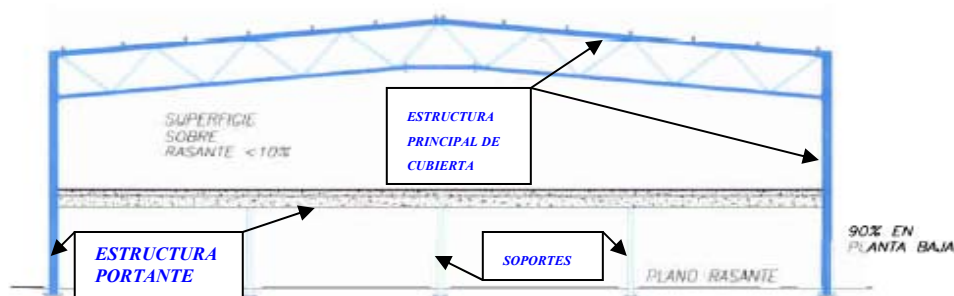 ESTRUCTURA
PRINCIPAL DE
CUBIERTA
SUPERFICIE
SOBRE
RASANTE <10%
ESTRUCTURA
PORTANTE
SOPORTES
90% EN
PLANTA BAJA
PLANO RASANTE